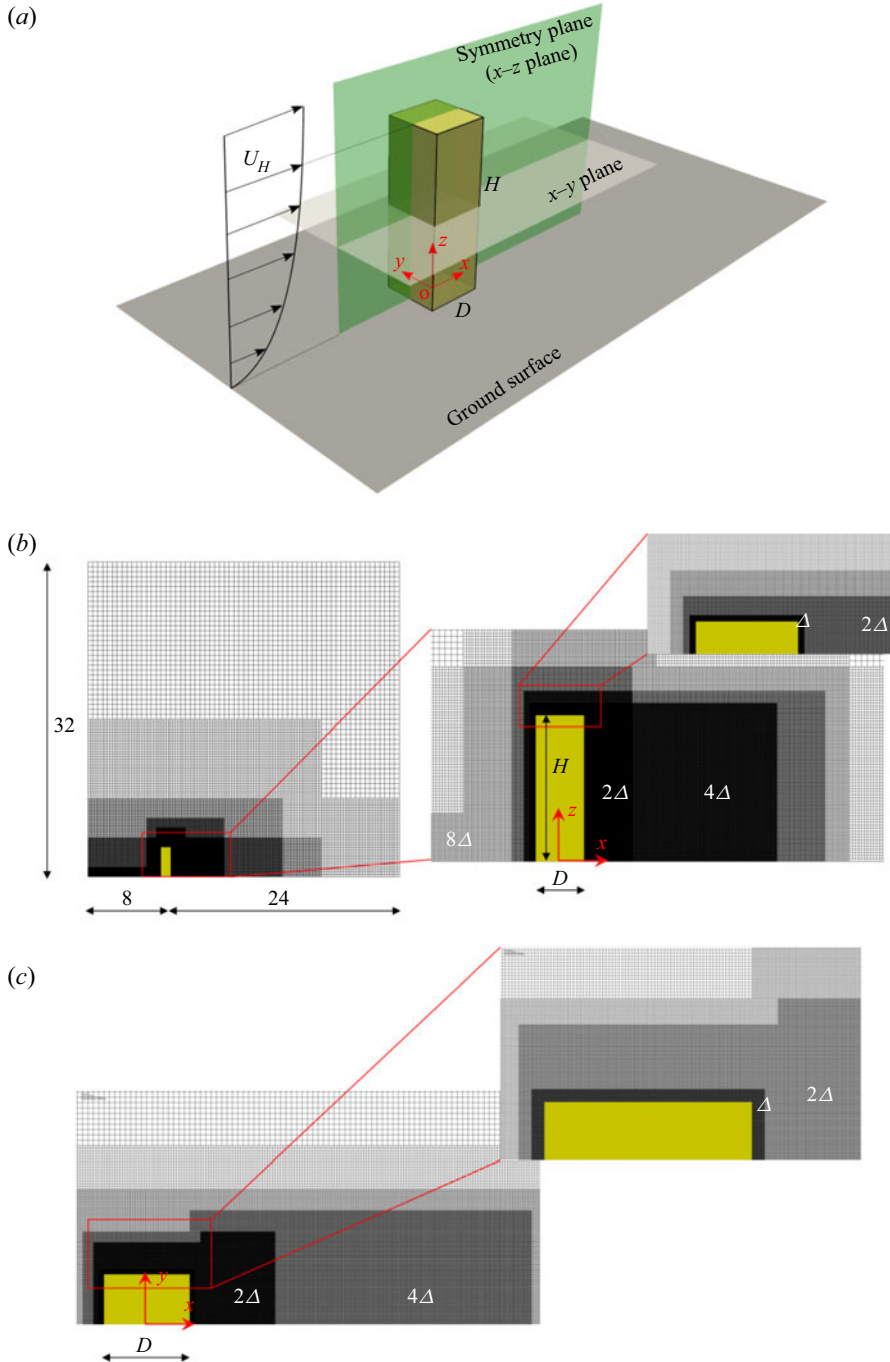 (a)
Symmetry plane
(x–z plane)
U_H
H
x–y plane
z
y
x
o
D
Ground surface
(b)
Δ
2Δ
32
H
2Δ
4Δ
z
8Δ
x
D
8
24
(c)
Δ
2Δ
y
2Δ
4Δ
x
D